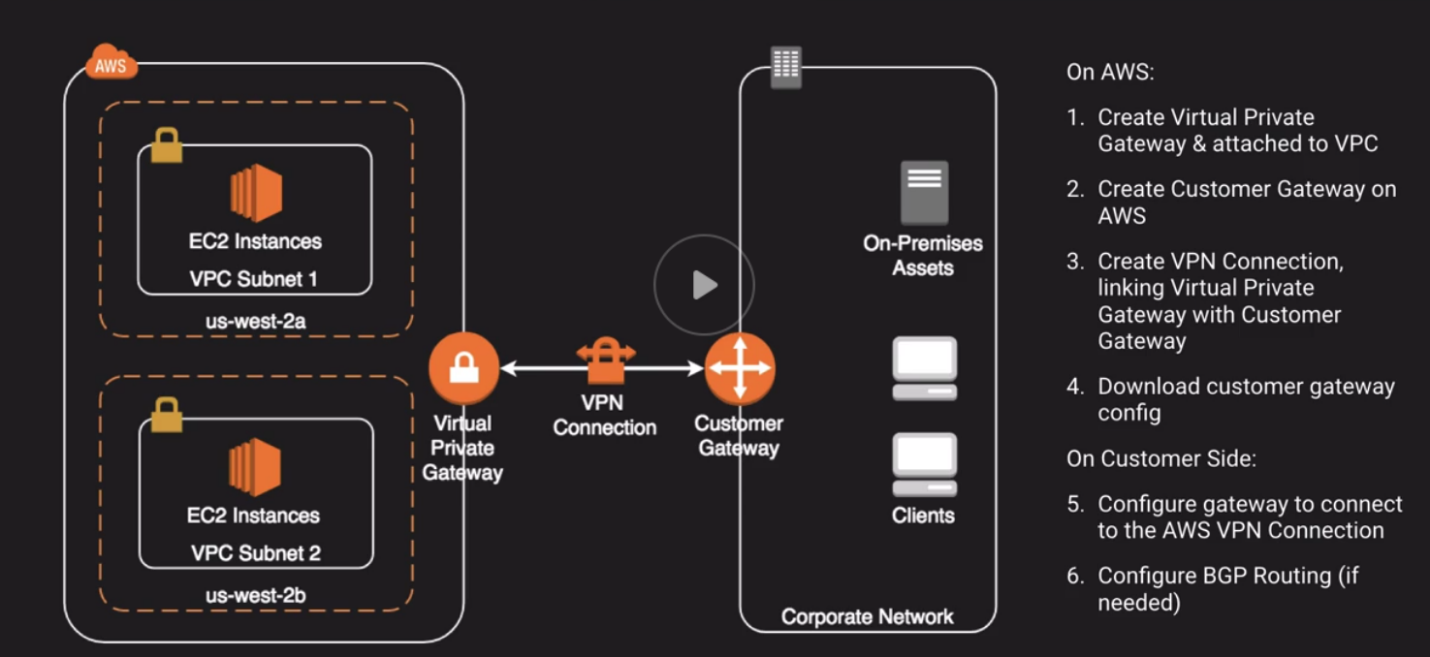 AWS
EC2 Instances
VPC Subnet 1
us-west-2a
EC2 Instances
VPC Subnet 2
us-west-2b
Virtual
Private
Gateway
VPN
Connection
Customer
Gateway
On-Premises
Assets
Clients
Corporate Network
On AWS:
1. Create Virtual Private
Gateway & attached to VPC
2. Create Customer Gateway on
AWS
3. Create VPN Connection,
linking Virtual Private
Gateway with Customer
Gateway
4. Download customer gateway
config
On Customer Side:
5. Configure gateway to connect
to the AWS VPN Connection
6. Configure BGP Routing (if
needed)